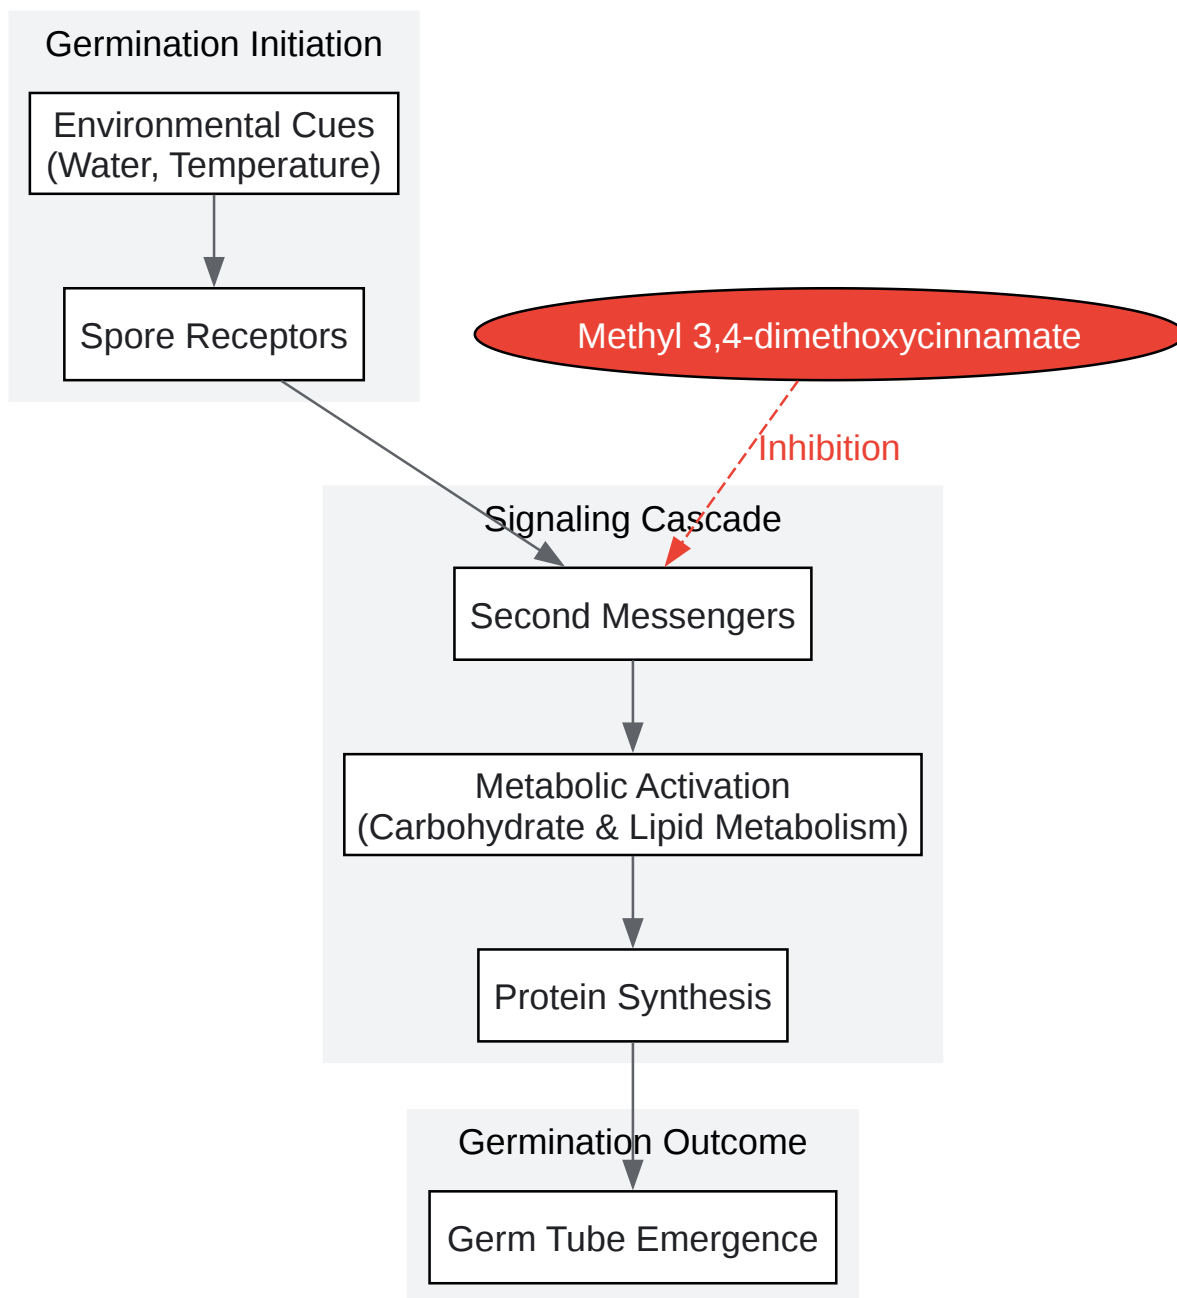 Germination Initiation
Environmental Cues
(Water, Temperature)
Spore Receptors
Methyl 3,4-dimethoxycinnamate
Inhibition
Signaling Cascade
Second Messengers
Metabolic Activation
(Carbohydrate & Lipid Metabolism)
Protein Synthesis
Germination Outcome
Germ Tube Emergence